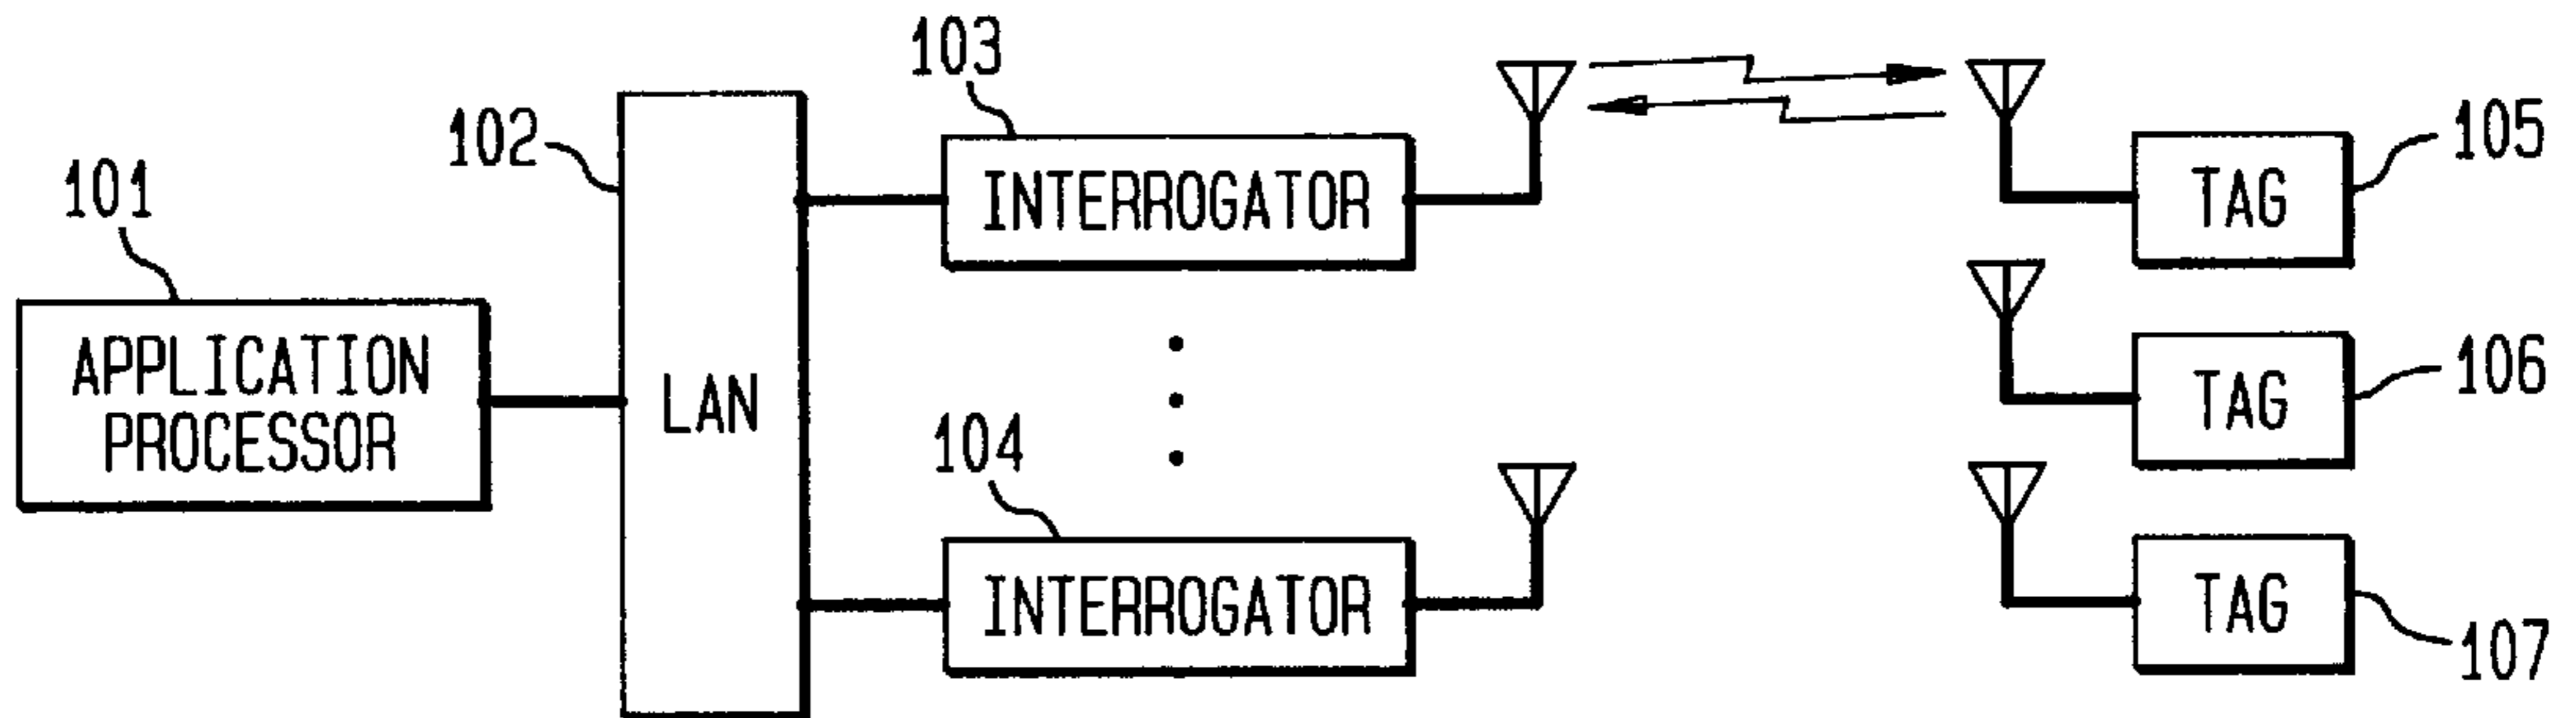 101
APPLICATION
PROCESSOR
102
LAN
103
INTERROGATOR
104
INTERROGATOR
TAG
105
TAG
106
TAG
107